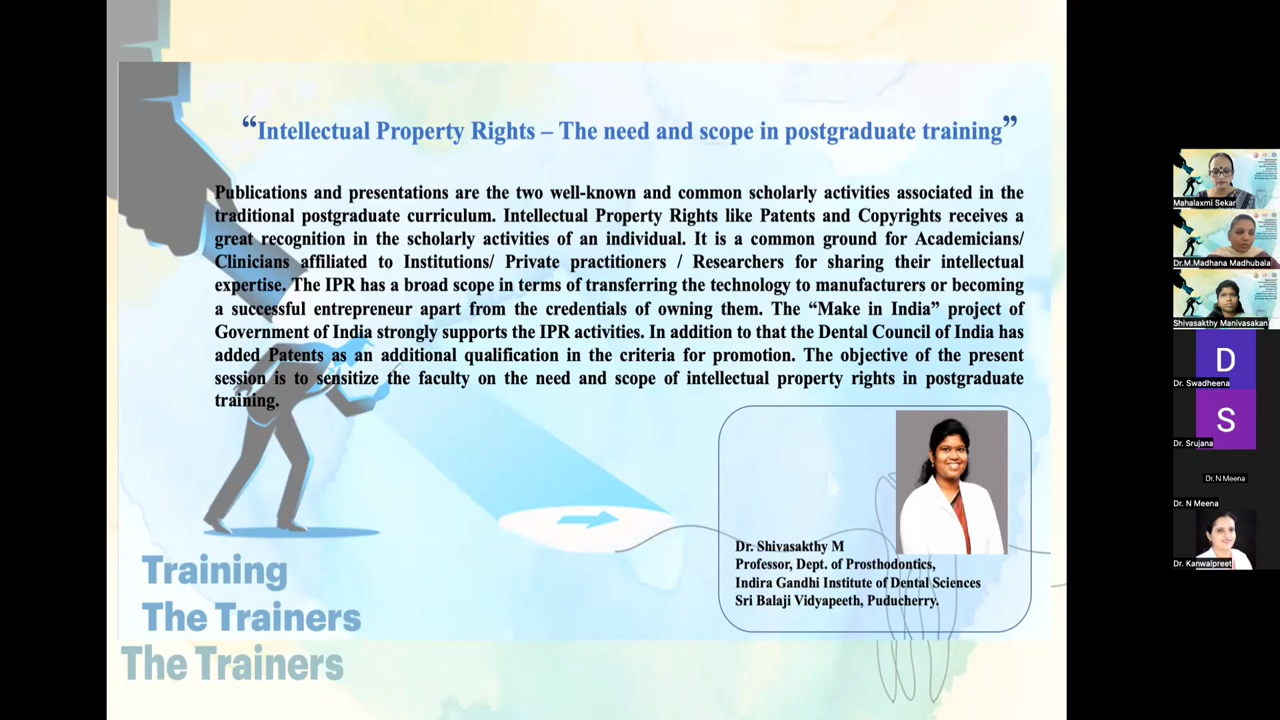 “Intellectual Property Rights – The need and scope in postgraduate training”
Publications and presentations are the two well-known and common scholarly activities associated in the
traditional postgraduate curriculum. Intellectual Property Rights like Patents and Copyrights receives a
great recognition in the scholarly activities of an individual. It is a common ground for Academicians/
Clinicians affiliated to Institutions/ Private practitioners / Researchers for sharing their intellectual
expertise. The IPR has a broad scope in terms of transferring the technology to manufacturers or becoming
a successful entrepreneur apart from the credentials of owning them. The “Make in India” project of
Government of India strongly supports the IPR activities. In addition to that the Dental Council of India has
added Patents as an additional qualification in the criteria for promotion. The objective of the present
session is to sensitize the faculty on the need and scope of intellectual property rights in postgraduate
training.
Dr. Shivasakthy M
Professor, Dept. of Prosthodontics,
Indira Gandhi Institute of Dental Sciences
Sri Balaji Vidyapeeth, Puducherry.
Training
The Trainers
The Trainers
Mahalaxmi Sekar
Dr.M.Madhana Madhubala
Shivasakthy Manivasakan
D
Dr. Swadheena
S
Dr. Srujana
Dr. N Meena
Dr. N Meena
Dr. Kanwalpreet